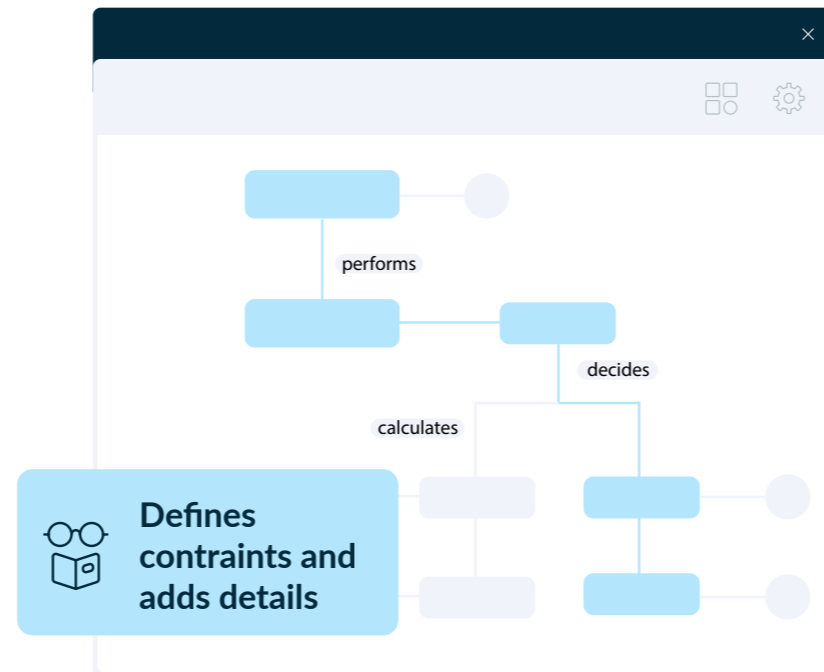 performs
decides
calculates
Defines
contraints and
adds details